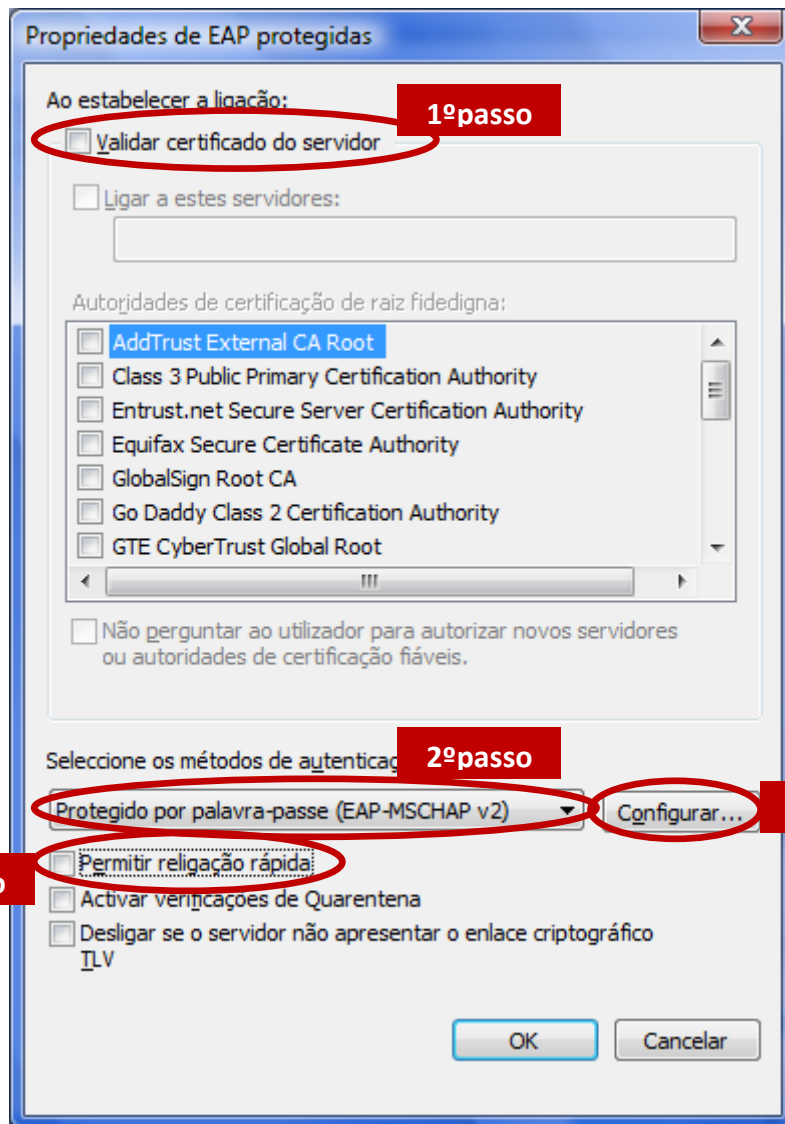 Propriedades de EAP protegidas
Ao estabelecer a ligação:
1ºpasso
Validar certificado do servidor
Ligar a estes servidores:
Autoridades de certificação de raiz fidedigna:
AddTrust External CA Root
Class 3 Public Primary Certification Authority
Entrust.net Secure Server Certification Authority
Equifax Secure Certificate Authority
GlobalSign Root CA
Go Daddy Class 2 Certification Authority
GTE CyberTrust Global Root
Não perguntar ao utilizador para autorizar novos servidores
ou autoridades de certificação fiáveis.
Seleccione os métodos de
2ºpasso
Protegido por palavra-passe (EAP-MSCHAP v2)
Configurar...
Permitir religação rápida
Activar verificações de Quarentena
Desligar se o servidor não apresentar o enlace criptográfico
TLV
OK
Cancelar